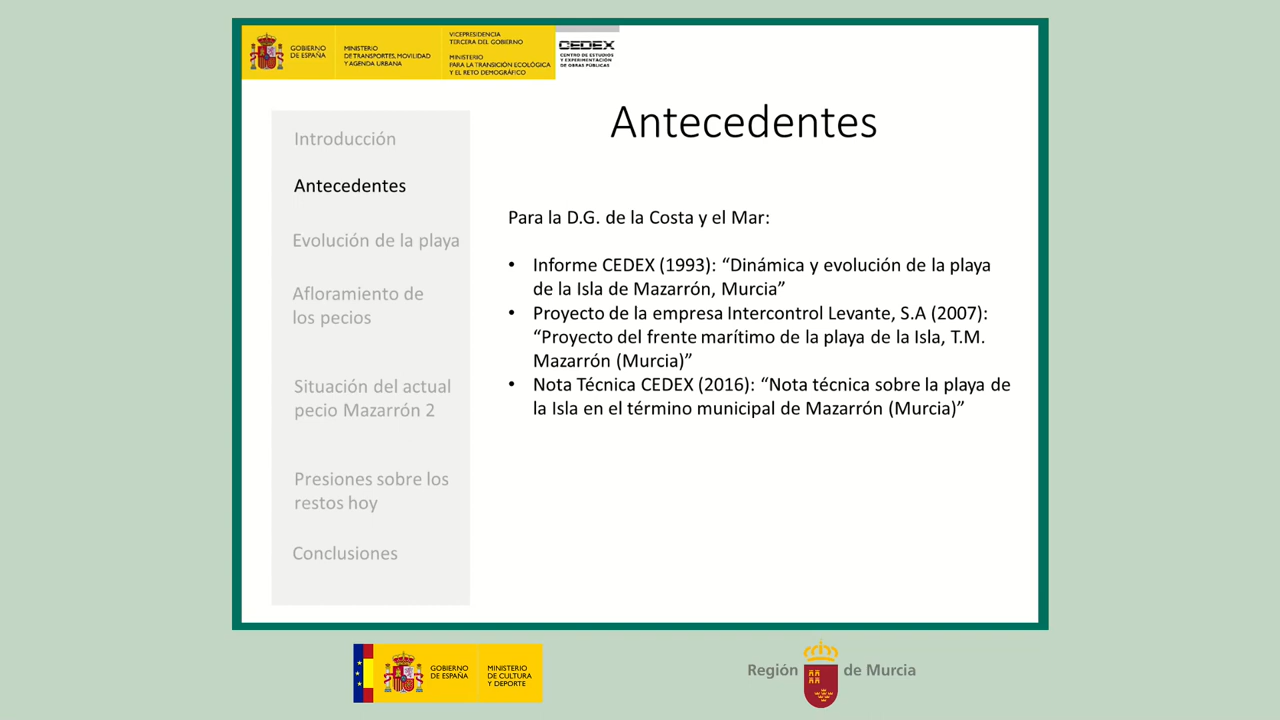 GOBIERNO
DE ESPAÑA
MINISTERIO
DE TRANSPORTES, MOVILIDAD
Y AGENDA URBANA
VICEPRESIDENCIA
TERCERA DEL GOBIERNO
MINISTERIO
PARA LA TRANSICIÓN ECOLÓGICA
Y EL RETO DEMOGRÁFICO
CEDEX
CENTRO DE ESTUDIOS
Y EXPERIMENTACIÓN
DE OBRAS PÚBLICAS
Introducción
Antecedentes
Evolución de la playa
Afloramiento de
los pecios
Situación del actual
pecio Mazarrón 2
Presiones sobre los
restos hoy
Conclusiones
Antecedentes
Para la D.G. de la Costa y el Mar:
• Informe CEDEX (1993): “Dinámica y evolución de la playa
de la Isla de Mazarrón, Murcia”
• Proyecto de la empresa Intercontrol Levante, S.A (2007):
“Proyecto del frente marítimo de la playa de la Isla, T.M.
Mazarrón (Murcia)”
• Nota Técnica CEDEX (2016): “Nota técnica sobre la playa de
la Isla en el término municipal de Mazarrón (Murcia)”
GOBIERNO
DE ESPAÑA
MINISTERIO
DE CULTURA
Y DEPORTE
Región de Murcia